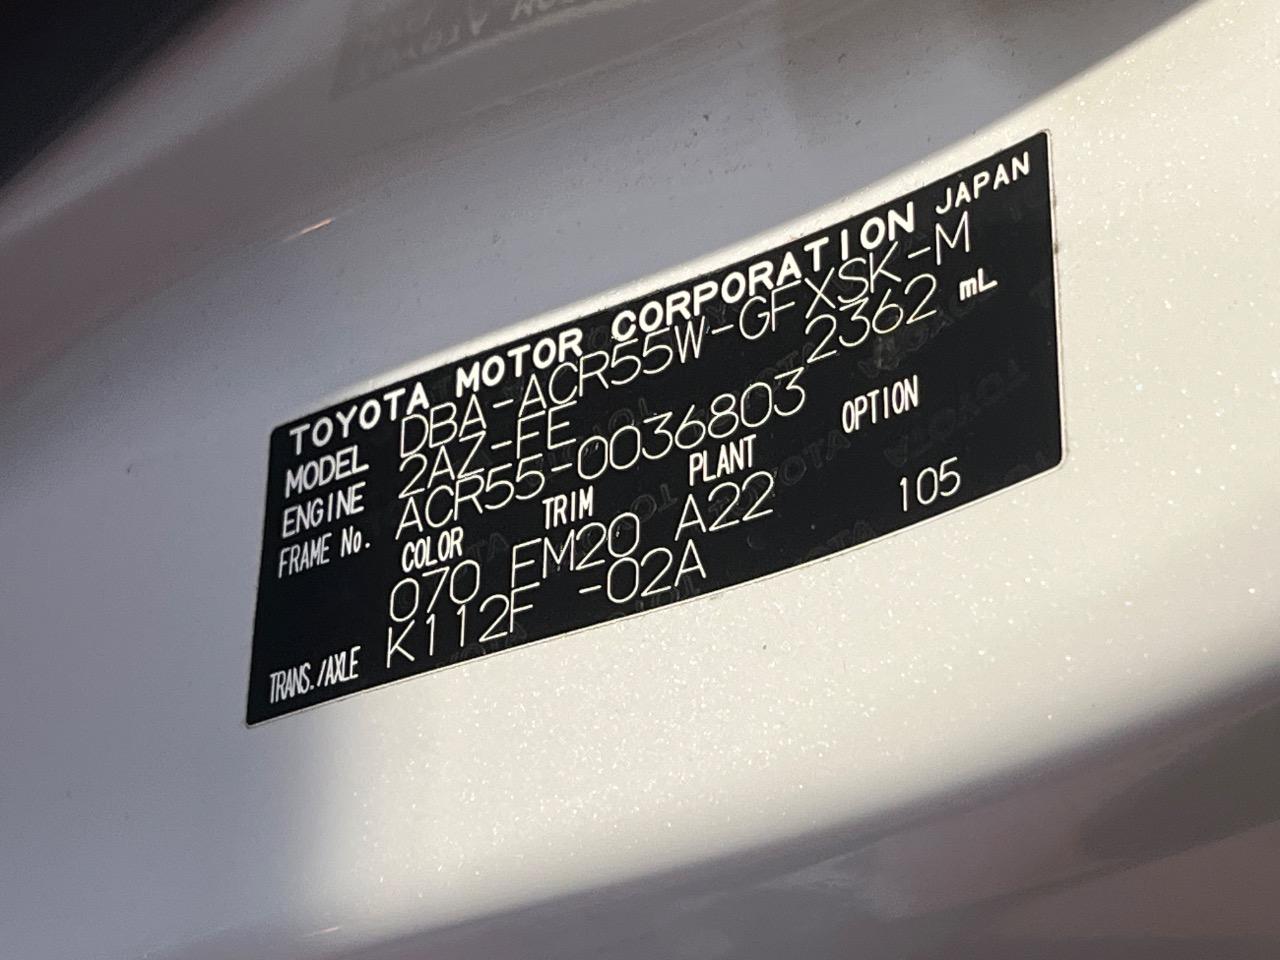 TOYOTA MOTOR CORPORATION JAPAN
MODEL DBA-ACR55W-GFXSK-M
ENGINE 2AZ-FE 2362 mL
FRAME No. ACR55-0036803
COLOR TRIM PLANT OPTION
070 FM20 A22 105
TRANS./AXLE K112F -02A